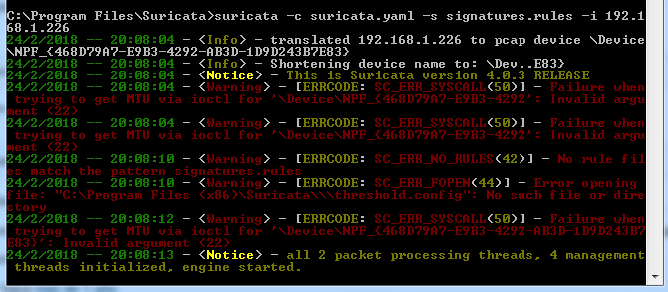 C:\Program Files\Suricata>suricata -c suricata.yaml -s signatures.rules -i 192.1
68.1.226
24/2/2018 -- 20:08:04 - <Info> - translated 192.168.1.226 to pcap device \Device
\NPF_{468D79A7-E9B3-4292-AB3D-1D9D243B7E83}
24/2/2018 -- 20:08:04 - <Info> - Shortening device name to: \Dev..E83}
24/2/2018 -- 20:08:04 - <Notice> - This is Suricata version 4.0.3 RELEASE
24/2/2018 -- 20:08:04 - <Warning> - [ERRCODE: SC_ERR_SYSCALL(50)] - Failure when
trying to get MTU via ioctl for '\Device\NPF_{468D79A7-E9B3-4292': Invalid argu
ment (22)
24/2/2018 -- 20:08:04 - <Warning> - [ERRCODE: SC_ERR_SYSCALL(50)] - Failure when
trying to get MTU via ioctl for '\Device\NPF_{468D79A7-E9B3-4292': Invalid argu
ment (22)
24/2/2018 -- 20:08:10 - <Warning> - [ERRCODE: SC_ERR_NO_RULES(42)] - No rule fil
es match the pattern signatures.rules
24/2/2018 -- 20:08:10 - <Warning> - [ERRCODE: SC_ERR_FOPEN(44)] - Error opening
file: "C:\Program Files (x86)\Suricata\\\threshold.config": No such file or dire
ctory
24/2/2018 -- 20:08:12 - <Warning> - [ERRCODE: SC_ERR_SYSCALL(50)] - Failure when
trying to get MTU via ioctl for '\Device\NPF_{468D79A7-E9B3-4292-AB3D-1D9D243B7
E83}': Invalid argument (22)
24/2/2018 -- 20:08:13 - <Notice> - all 2 packet processing threads, 4 management
threads initialized, engine started.